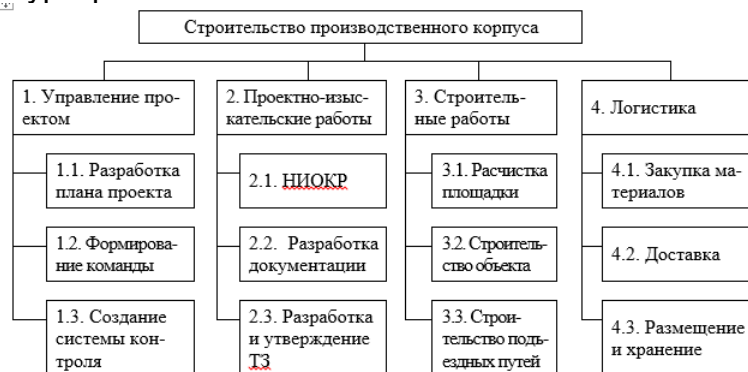 Строительство производственного корпуса
1. Управление про-
ектом
2. Проектно-изыс-
кательские работы
3. Строитель-
ные работы
4. Логистика
1.1. Разработка
плана проекта
2.1. НИОКР
3.1. Расчистка
площадки
4.1. Закупка ма-
териалов
1.2. Формирова-
ние команды
2.2. Разработка
документации
3.2. Строитель-
ство объекта
4.2. Доставка
1.3. Создание
системы кон-
троля
2.3. Разработка
и утверждение
ТЗ
3.3. Строи-
тельство подъ-
ездных путей
4.3. Размещение
и хранение